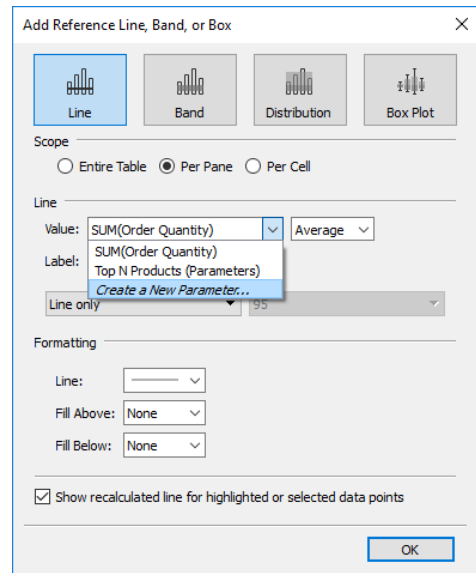 Add Reference Line, Band, or Box
Line Band Distribution Box Plot
Scope
Entire Table Per Pane Per Cell
Line
Value: SUM(Order Quantity) Average
SUM(Order Quantity)
Label:
Top N Products (Parameters)
Create a New Parameter...
Line only 95
Formatting
Line:
Fill Above: None
Fill Below: None
Show recalculated line for highlighted or selected data points
OK